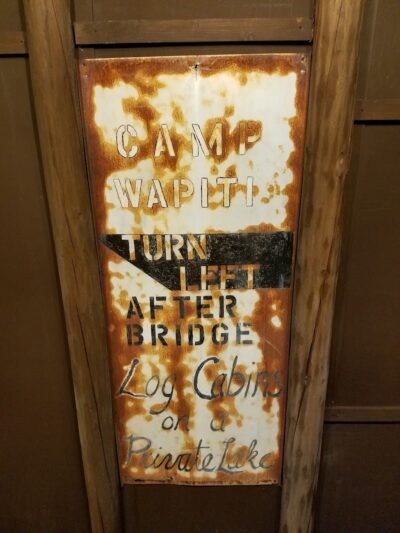 CAMP
WAPITI
TURN
LEFT
AFTER
BRIDGE
Log Cabins
on a
Private Lake